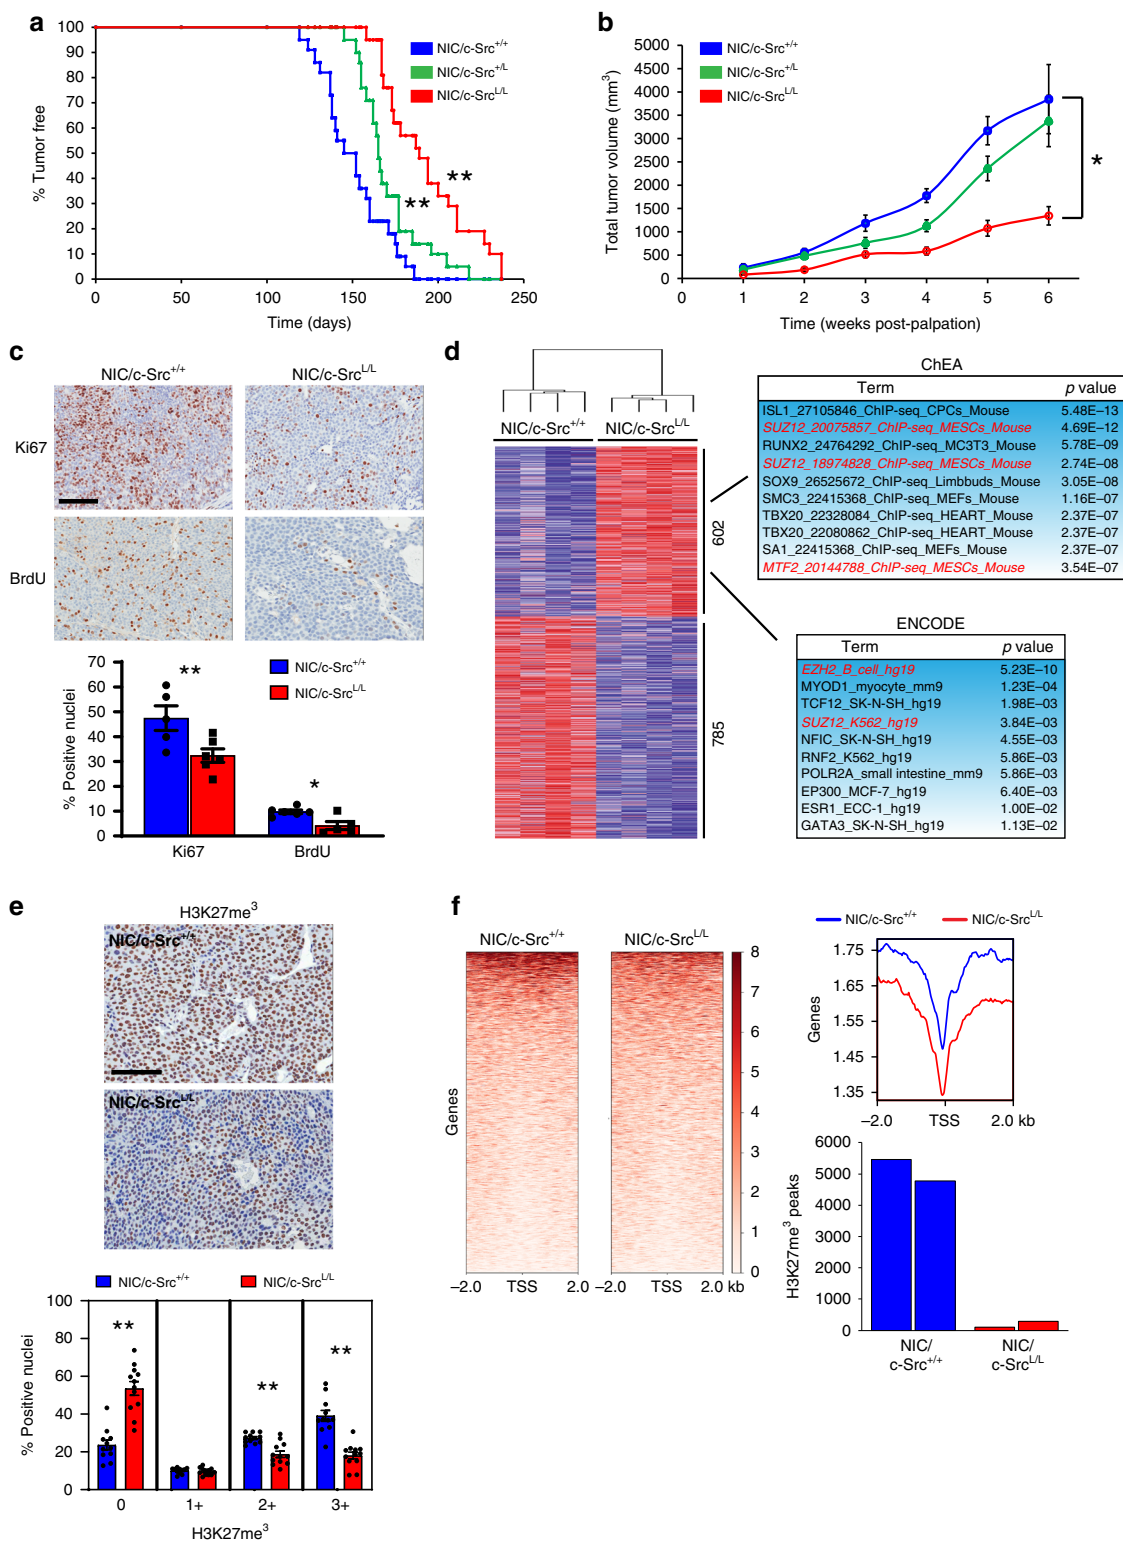 a
100
90
80
70
60
50
40
30
20
10
0
% Tumor free
0 50 100 150 200 250
Time (days)
NIC/c-Src+/+
NIC/c-Src+/L
NIC/c-SrcL/L
**
**
b
5000
4500
4000
3500
3000
2500
2000
1500
1000
500
0
Total tumor volume (mm3)
0 1 2 3 4 5 6
Time (weeks post-palpation)
NIC/c-Src+/+
NIC/c-Src+/L
NIC/c-SrcL/L
*
c
NIC/c-Src+/+ NIC/c-SrcL/L
Ki67
BrdU
70
60
50
40
30
20
10
0
% Positive nuclei
**
*
NIC/c-Src+/+
NIC/c-SrcL/L
Ki67 BrdU
d
NIC/c-Src+/+ NIC/c-SrcL/L
602
785
ChEA
Term p value
ISL1_27105846_ChIP-seq_CPCs_Mouse 5.48E–13
SUZ12_20075857_ChIP-seq_MESCs_Mouse 4.69E–12
RUNX2_24764292_ChIP-seq_MC3T3_Mouse 5.78E–09
SUZ12_18974828_ChIP-seq_MESCs_Mouse 2.74E–08
SOX9_26525672_ChIP-seq_Limbbuds_Mouse 3.05E–08
SMC3_22415368_ChIP-seq_MEFs_Mouse 1.16E–07
TBX20_22328084_ChIP-seq_HEART_Mouse 2.37E–07
TBX20_22080862_ChIP-seq_HEART_Mouse 2.37E–07
SA1_22415368_ChIP-seq_MEFs_Mouse 2.37E–07
MTF2_20144788_ChIP-seq_MESCs_Mouse 3.54E–07
ENCODE
Term p value
EZH2_B_cell_hg19 5.23E–10
MYOD1_myocyte_mm9 1.23E–04
TCF12_SK-N-SH_hg19 1.98E–03
SUZ12_K562_hg19 3.84E–03
NFIC_SK-N-SH_hg19 4.55E–03
RNF2_K562_hg19 5.86E–03
POLR2A_small intestine_mm9 5.86E–03
EP300_MCF-7_hg19 6.40E–03
ESR1_ECC-1_hg19 1.00E–02
GATA3_SK-N-SH_hg19 1.13E–02
e
H3K27me3
NIC/c-Src+/+
NIC/c-SrcL/L
NIC/c-Src+/+ NIC/c-SrcL/L
100
80
60
40
20
0
% Positive nuclei
**
**
**
0 1+ 2+ 3+
H3K27me3
f
NIC/c-Src+/+ NIC/c-SrcL/L
Genes
–2.0 TSS 2.0 –2.0 TSS 2.0 kb
8
7
6
5
4
3
2
1
0
NIC/c-Src+/+ NIC/c-SrcL/L
1.75
1.65
1.55
1.45
1.35
Genes
–2.0 TSS 2.0 kb
6000
5000
4000
3000
2000
1000
0
H3K27me3 peaks
NIC/ NIC/
c-Src+/+ c-SrcL/L